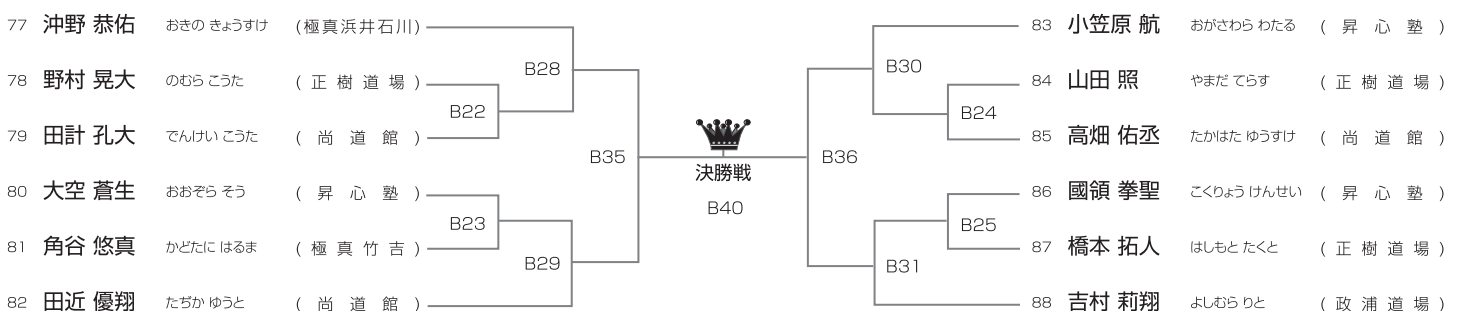 77 沖野 恭佑 おきの きょうすけ (極真浜井石川)
78 野村 晃大 のむら こうた (正樹道場)
79 田計 孔大 でんけい こうた (尚道館)
80 大空 蒼生 おおぞら そう (昇心塾)
81 角谷 悠真 かどたに はるま (極真竹吉)
82 田近 優翔 たぢか ゆうと (尚道館)
B28
B22
B35
B23
B29
決勝戦
B40
B30
B24
B36
B25
B31
83 小笠原 航 おがさわら わたる (昇心塾)
84 山田 照 やまだ てらす (正樹道場)
85 高畑 佑丞 たかはた ゆうすけ (尚道館)
86 國領 拳聖 こくりょう けんせい (昇心塾)
87 橋本 拓人 はしもと たくと (正樹道場)
88 吉村 莉翔 よしむら りと (政浦道場)